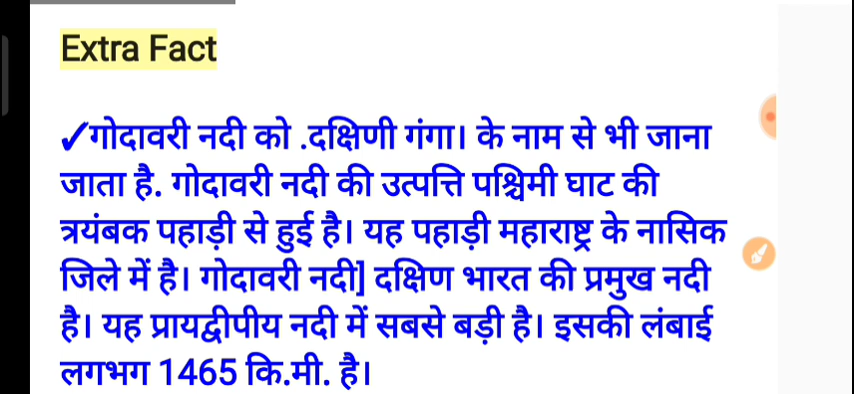 Extra Fact
✓गोदावरी नदी को .दक्षिणी गंगा। के नाम से भी जाना
जाता है. गोदावरी नदी की उत्पत्ति पश्चिमी घाट की
त्रयंबक पहाड़ी से हुई है। यह पहाड़ी महाराष्ट्र के नासिक
जिले में है। गोदावरी नदी] दक्षिण भारत की प्रमुख नदी
है। यह प्रायद्वीपीय नदी में सबसे बड़ी है। इसकी लंबाई
लगभग 1465 कि.मी. है।